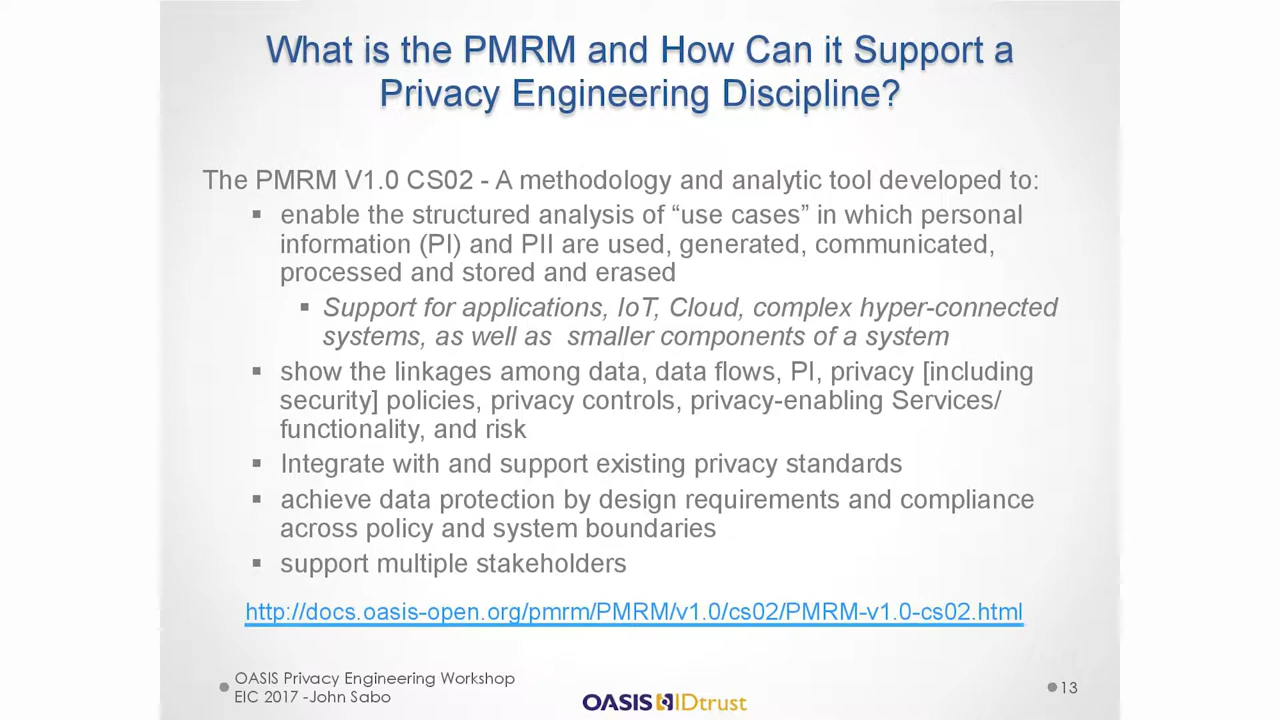 What is the PMRM and How Can it Support a
Privacy Engineering Discipline?
The PMRM V1.0 CS02 - A methodology and analytic tool developed to:
▪ enable the structured analysis of “use cases” in which personal
information (PI) and PII are used, generated, communicated,
processed and stored and erased
▪ Support for applications, IoT, Cloud, complex hyper-connected
systems, as well as  smaller components of a system
▪ show the linkages among data, data flows, PI, privacy [including
security] policies, privacy controls, privacy-enabling Services/
functionality, and risk
▪ Integrate with and support existing privacy standards
▪ achieve data protection by design requirements and compliance
across policy and system boundaries
▪ support multiple stakeholders
http://docs.oasis-open.org/pmrm/PMRM/v1.0/cs02/PMRM-v1.0-cs02.html
OASIS Privacy Engineering Workshop
EIC 2017 -John Sabo
OASIS IDtrust
13